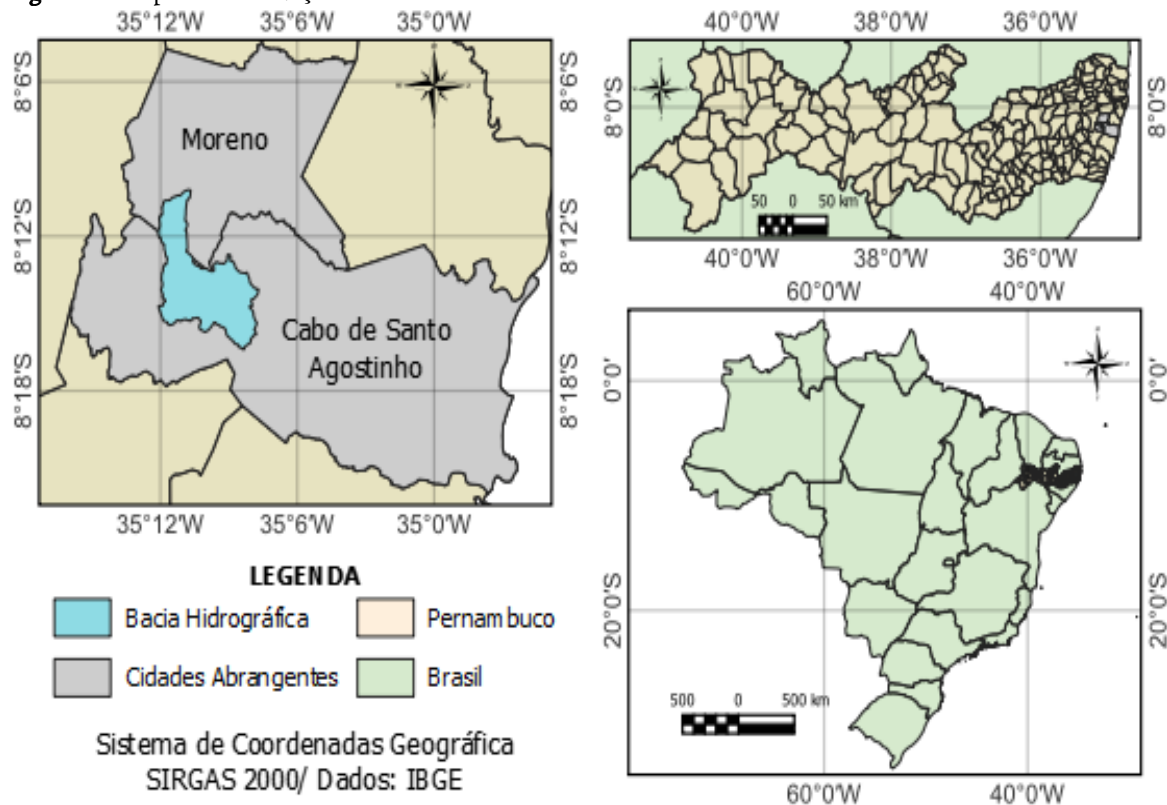 35°12'W 35°6'W 35°0'W
8°6'S 8°6'S
Moreno
8°12'S 8°12'S
Cabo de Santo
Agostinho
8°18'S 8°18'S
35°12'W 35°6'W 35°0'W
40°0'W 38°0'W 36°0'W
8°0'S 8°0'S
50 0 50 km
40°0'W 38°0'W 36°0'W
60°0'W 40°0'W
0°0' 0°0'
20°0'S 20°0'S
500 0 500 km
60°0'W 40°0'W
LEGENDA
Bacia Hidrográfica Pernambuco
Cidades Abrangentes Brasil
Sistema de Coordenadas Geográfica
SIRGAS 2000/ Dados: IBGE